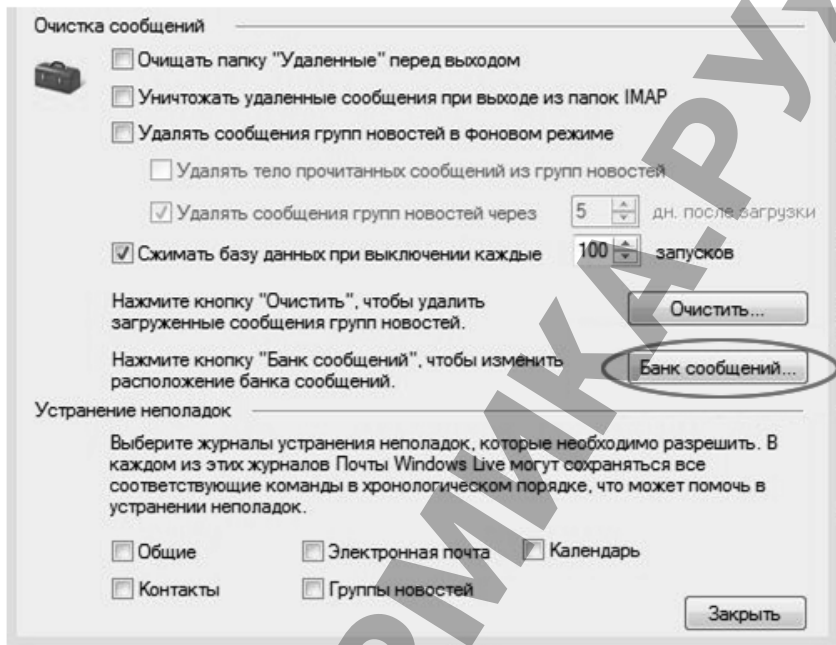 Очистка сообщений
Очищать папку "Удаленные" перед выходом
Уничтожать удаленные сообщения при выходе из папок IMAP
Удалять сообщения групп новостей в фоновом режиме
Удалять тело прочитанных сообщений из групп новостей
Удалять сообщения групп новостей через 5 дн. после загрузки
Сжимать базу данных при выключении каждые 100 запусков
Нажмите кнопку "Очистить", чтобы удалить
загруженные сообщения групп новостей.
Очистить...
Нажмите кнопку "Банк сообщений", чтобы изменить
расположение банка сообщений.
Банк сообщений...
Устранение неполадок
Выберите журналы устранения неполадок, которые необходимо разрешить. В
каждом из этих журналов Почты Windows Live могут сохраняться все
соответствующие команды в хронологическом порядке, что может помочь в
устранении неполадок.
Общие Электронная почта Календарь
Контакты Группы новостей
Закрыть